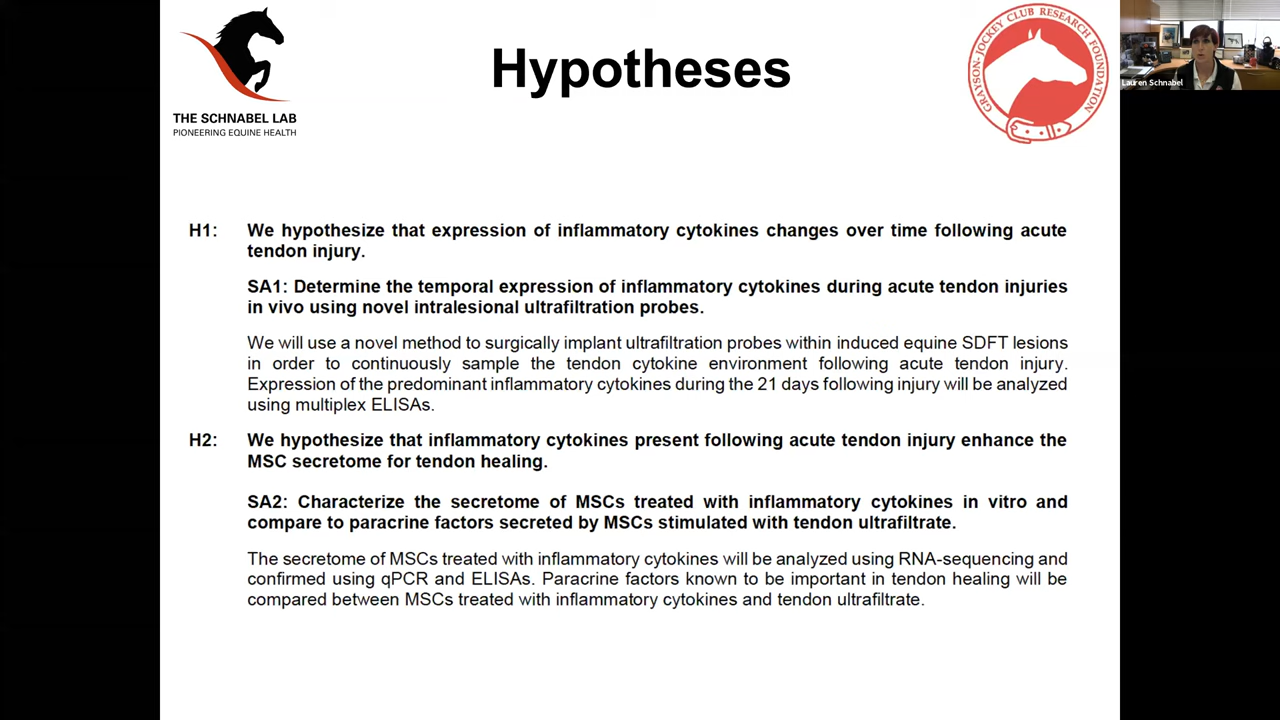 Hypotheses
THE SCHNABEL LAB
PIONEERING EQUINE HEALTH
GRAYSON-JOCKEY CLUB RESEARCH FOUNDATION
Lauren Schnabel
H1: We hypothesize that expression of inflammatory cytokines changes over time following acute
tendon injury.
SA1: Determine the temporal expression of inflammatory cytokines during acute tendon injuries
in vivo using novel intralesional ultrafiltration probes.
We will use a novel method to surgically implant ultrafiltration probes within induced equine SDFT lesions
in order to continuously sample the tendon cytokine environment following acute tendon injury.
Expression of the predominant inflammatory cytokines during the 21 days following injury will be analyzed
using multiplex ELISAs.
H2: We hypothesize that inflammatory cytokines present following acute tendon injury enhance the
MSC secretome for tendon healing.
SA2: Characterize the secretome of MSCs treated with inflammatory cytokines in vitro and
compare to paracrine factors secreted by MSCs stimulated with tendon ultrafiltrate.
The secretome of MSCs treated with inflammatory cytokines will be analyzed using RNA-sequencing and
confirmed using qPCR and ELISAs. Paracrine factors known to be important in tendon healing will be
compared between MSCs treated with inflammatory cytokines and tendon ultrafiltrate.